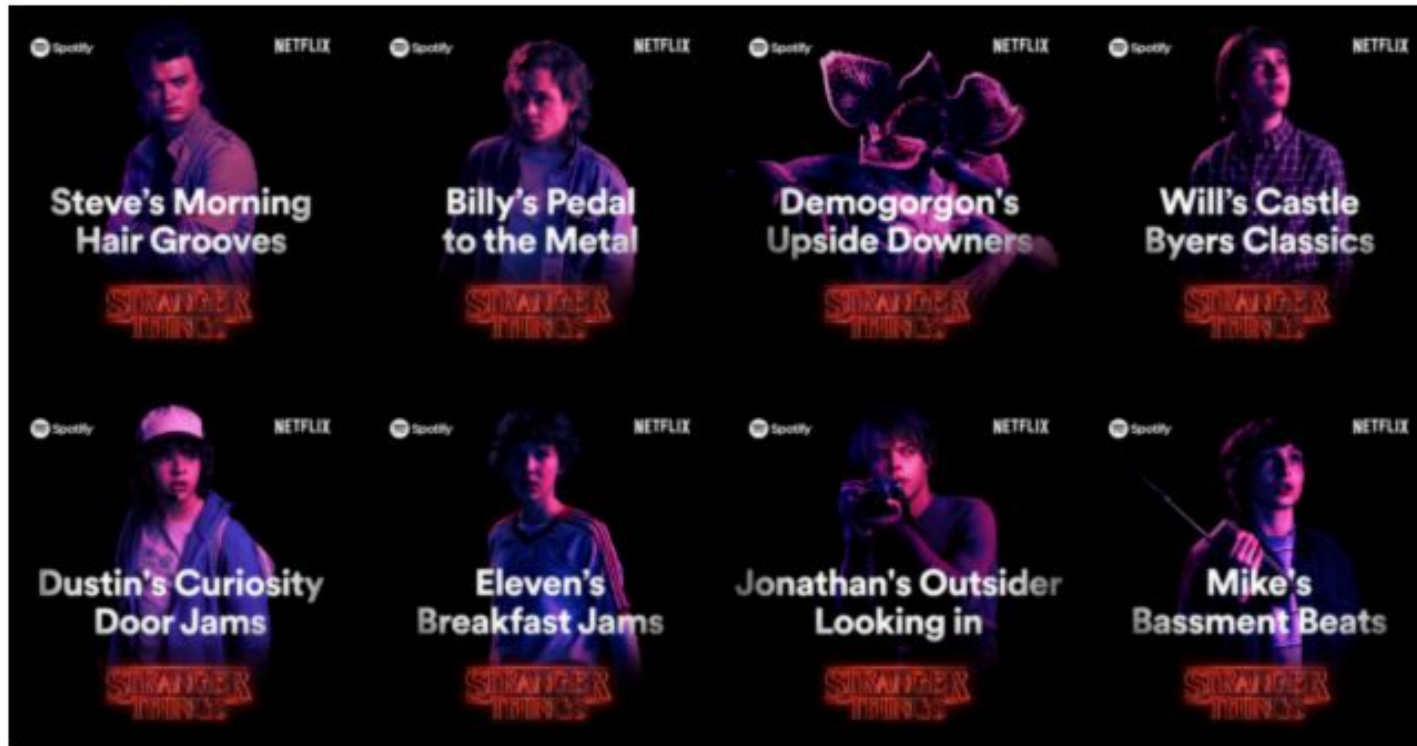 Spotify NETFLIX Spotify NETFLIX Spotify NETFLIX Spotify NETFLIX
Steve's Morning
Hair Grooves
STRANGER
THINGS
Billy's Pedal
to the Metal
STRANGER
THINGS
Demogorgon's
Upside Downers
STRANGER
THINGS
Will's Castle
Byers Classics
STRANGER
THINGS
Spotify NETFLIX Spotify NETFLIX Spotify NETFLIX Spotify NETFLIX
Dustin's Curiosity
Door Jams
STRANGER
THINGS
Eleven's
Breakfast Jams
STRANGER
THINGS
Jonathan's Outsider
Looking in
STRANGER
THINGS
Mike's
Bassment Beats
STRANGER
THINGS